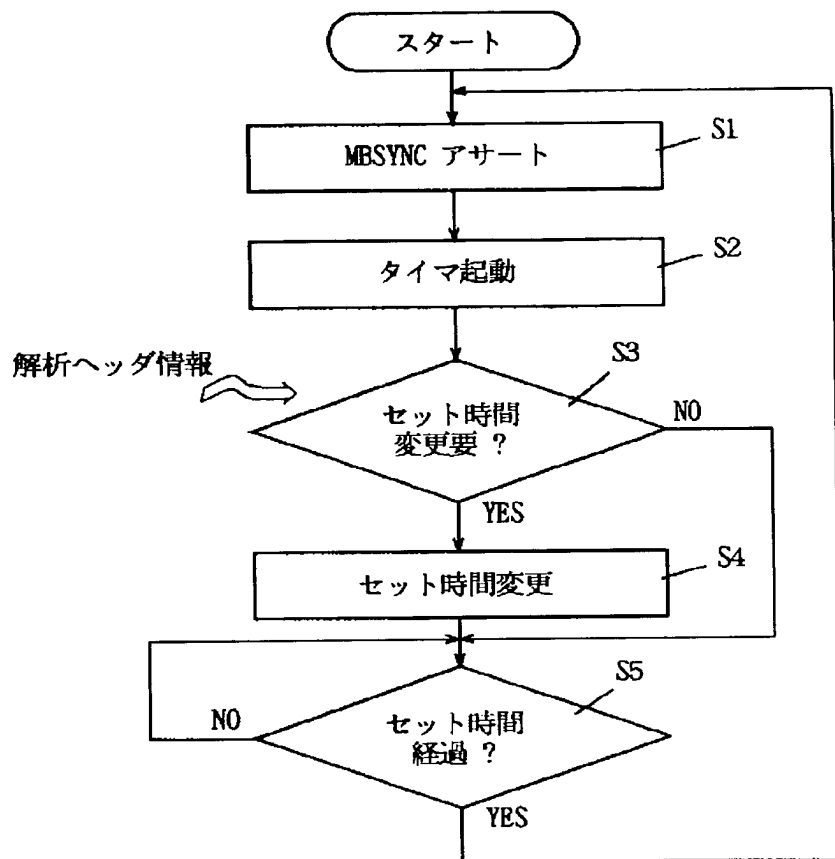 スタート
MBSYNC アサート
S1
タイマ起動
S2
解析ヘッダ情報
S3
セット時間
変更要 ?
NO
YES
セット時間変更
S4
S5
NO
セット時間
経過 ?
YES